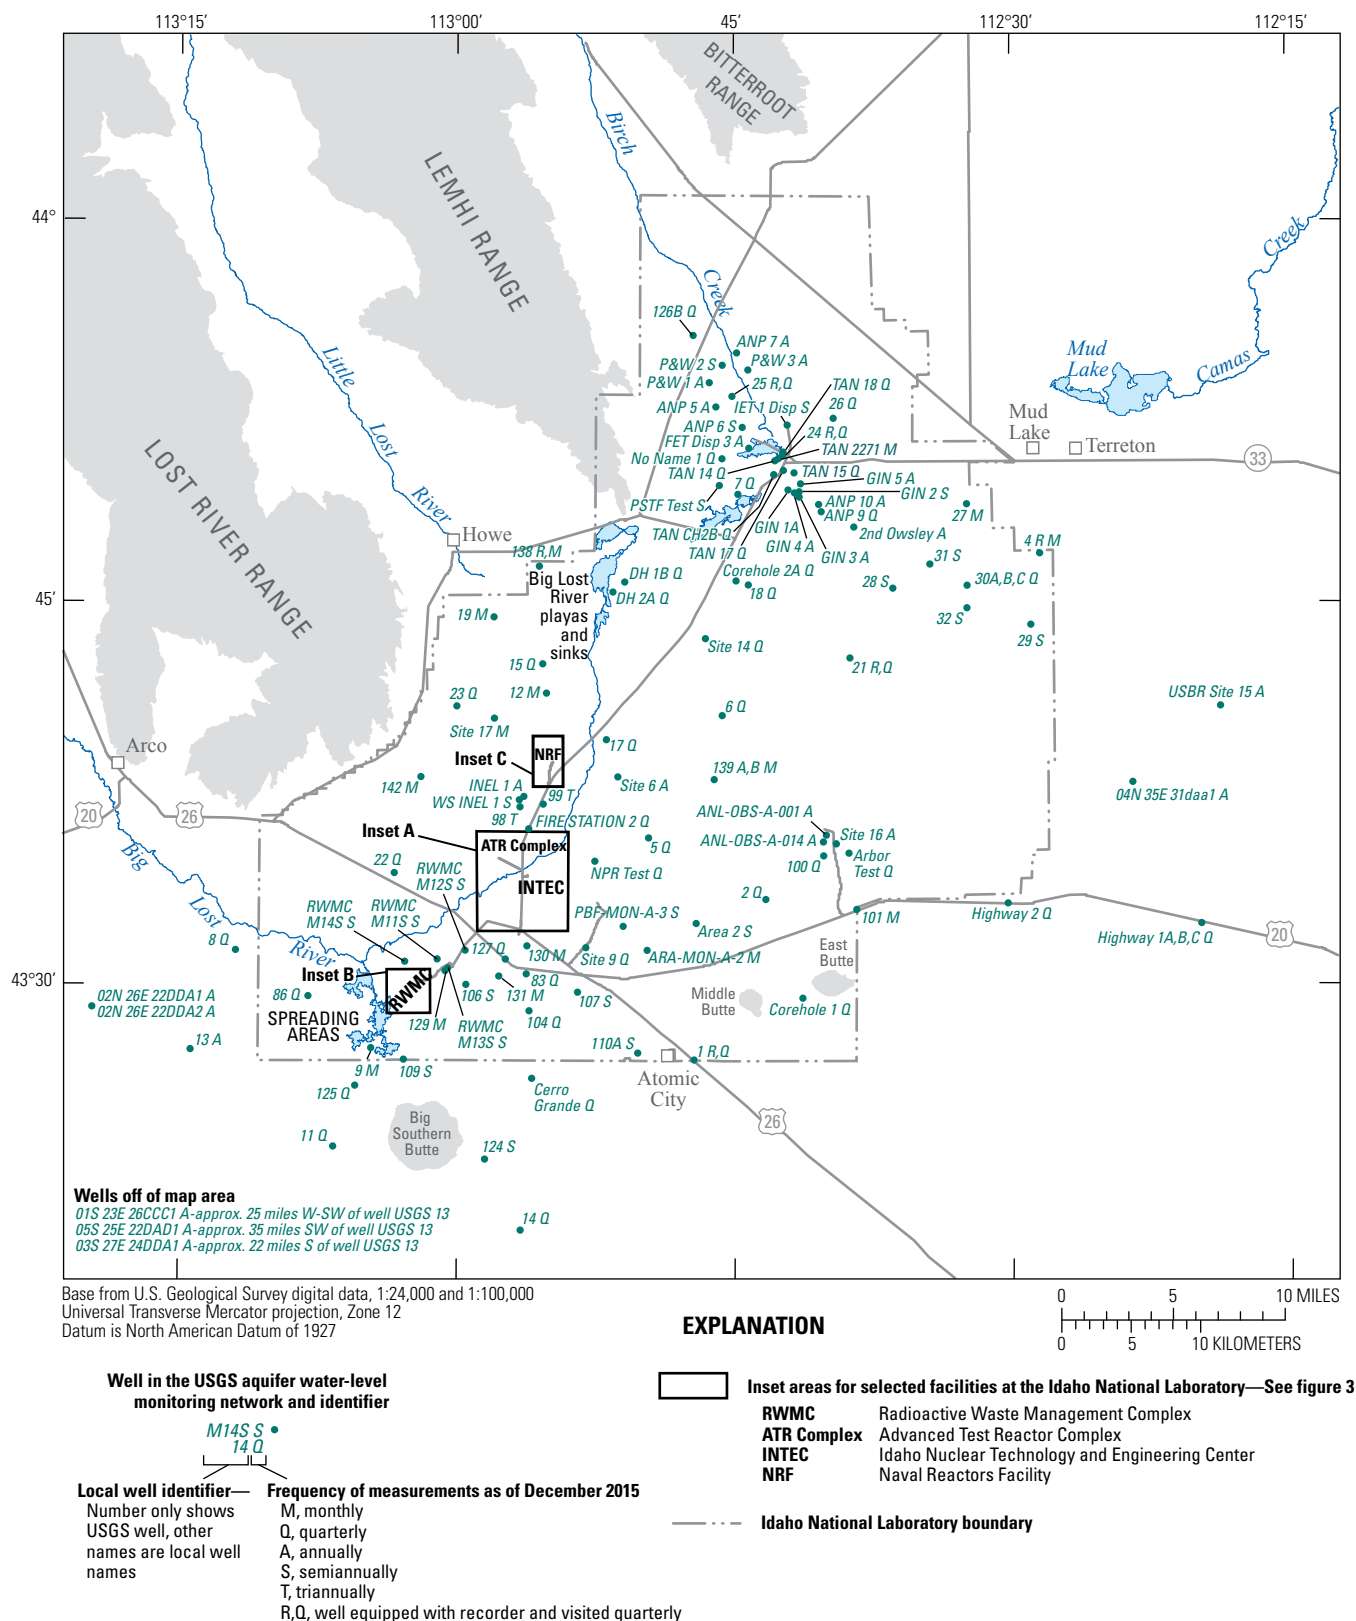 113°15'
113°00'
45'
112°30'
112°15'
44°
45'
43°30'
BITTERROOT
RANGE
LEMHI RANGE
LOST RIVER RANGE
Birch
Creek
Little
Lost
River
Big
Lost
River
Mud
Lake
Camas
Creek
Mud
Lake
Terreton
33
Howe
Arco
20
26
126B Q
ANP 7 A
P&W 2 S
P&W 3 A
P&W 1 A
25 R,Q
TAN 18 Q
ANP 5 A
IET 1 Disp S
26 Q
ANP 6 S
24 R,Q
FET Disp 3 A
TAN 2271 M
No Name 1 Q
TAN 14 Q
TAN 15 Q
7 Q
GIN 5 A
GIN 2 S
PSTF Test S
ANP 10 A
ANP 9 Q
27 M
TAN CH2B Q
GIN 1A
2nd Owsley A
TAN 17 Q
GIN 4 A
GIN 3 A
4 R M
138 R,M
Corehole 2A Q
31 S
Big Lost
River
playas
and
sinks
DH 1B Q
DH 2A Q
18 Q
28 S
30A,B,C Q
19 M
32 S
29 S
Site 14 Q
15 Q
21 R,Q
12 M
USBR Site 15 A
23 Q
Site 17 M
6 Q
17 Q
Inset C
NRF
142 M
INEL 1 A
WS INEL 1 S
99 T
Site 6 A
139 A,B M
04N 35E 31daa1 A
98 T
FIRE STATION 2 Q
ANL-OBS-A-001 A
Inset A
ATR Complex
5 Q
ANL-OBS-A-014 A
Site 16 A
Arbor
Test Q
100 Q
22 Q
RWMC
M12S S
INTEC
NPR Test Q
2 Q
RWMC
M14S S
RWMC
M11S S
PBF-MON-A-3 S
Area 2 S
101 M
Highway 2 Q
Highway 1A,B,C Q
20
8 Q
127 Q
130 M
Site 9 Q
ARA-MON-A-2 M
East
Butte
Inset B
RWMC
83 Q
86 Q
106 S
131 M
107 S
Middle
Butte
Corehole 1 Q
02N 26E 22DDA1 A
02N 26E 22DDA2 A
SPREADING
AREAS
129 M
RWMC
M13S S
104 Q
13 A
110A S
1 R,Q
9 M
109 S
Atomic
City
125 Q
Cerro
Grande Q
26
Big
Southern
Butte
11 Q
124 S
14 Q
Wells off of map area
01S 23E 26CCC1 A-approx. 25 miles W-SW of well USGS 13
05S 25E 22DAD1 A-approx. 35 miles SW of well USGS 13
03S 27E 24DDA1 A-approx. 22 miles S of well USGS 13
Base from U.S. Geological Survey digital data, 1:24,000 and 1:100,000
Universal Transverse Mercator projection, Zone 12
Datum is North American Datum of 1927
0 5 10 MILES
0 5 10 KILOMETERS
EXPLANATION
Well in the USGS aquifer water-level
monitoring network and identifier
M14S S
14 Q
Local well identifier—
Number only shows
USGS well, other
names are local well
names
Frequency of measurements as of December 2015
M, monthly
Q, quarterly
A, annually
S, semiannually
T, triannually
R,Q, well equipped with recorder and visited quarterly
Inset areas for selected facilities at the Idaho National Laboratory—See figure 3
RWMC Radioactive Waste Management Complex
ATR Complex Advanced Test Reactor Complex
INTEC Idaho Nuclear Technology and Engineering Center
NRF Naval Reactors Facility
Idaho National Laboratory boundary